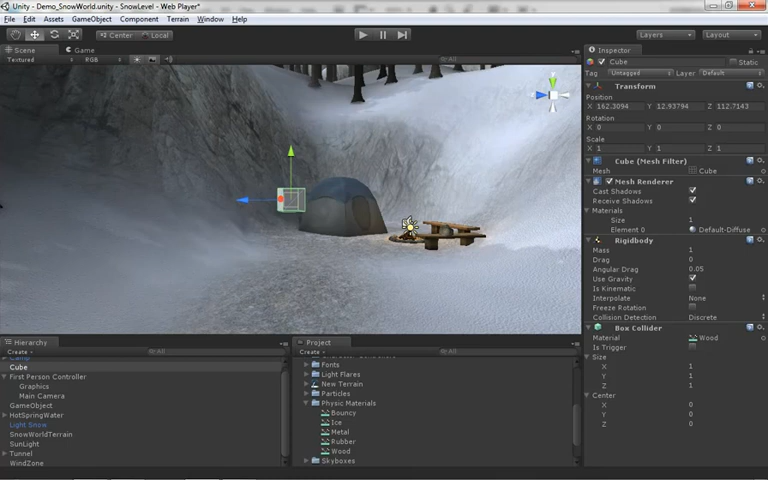 Unity - Demo_SnowWorld.unity - SnowLevel - Web Player*
File Edit Assets GameObject Component Terrain Window Help
Center Local Layers Layout
Scene Game
Textured RGB All
Inspector
Cube Static
Tag Untagged Layer Default
Transform
Position
X 162.3094 Y 12.93794 Z 112.7143
Rotation
X 0 Y 0 Z 0
Scale
X 1 Y 1 Z 1
Cube (Mesh Filter)
Mesh Cube
Mesh Renderer
Cast Shadows
Receive Shadows
Materials
Size 1
Element 0 Default-Diffuse
Rigidbody
Mass 1
Drag 0
Angular Drag 0.05
Use Gravity
Is Kinematic
Interpolate None
Freeze Rotation
Collision Detection Discrete
Box Collider
Material Wood
Is Trigger
Size
X 1
Y 1
Z 1
Center
X 0
Y 0
Z 0
Hierarchy
Create All
Camp
Cube
First Person Controller
Graphics
Main Camera
GameObject
HotSpringWater
Light Snow
SnowWorldTerrain
SunLight
Tunnel
WindZone
Project
Create All
Fonts
Light Flares
New Terrain
Particles
Physic Materials
Bouncy
Ice
Metal
Rubber
Wood
Skyboxes